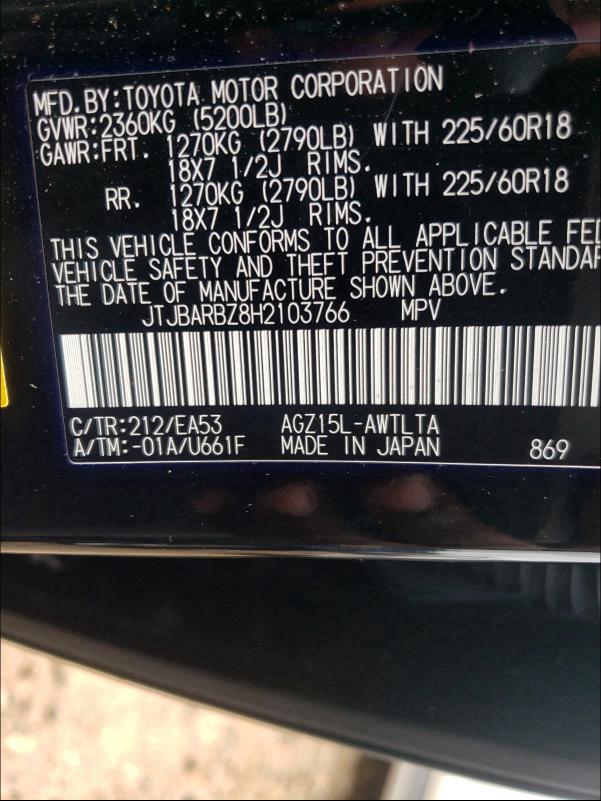 MFD.BY:TOYOTA MOTOR CORPORATION
GVWR:2360KG (5200LB)
GAWR:FRT. 1270KG (2790LB) WITH 225/60R18
18X7 1/2J RIMS.
RR. 1270KG (2790LB) WITH 225/60R18
18X7 1/2J RIMS.
THIS VEHICLE CONFORMS TO ALL APPLICABLE
VEHICLE SAFETY AND THEFT PREVENTION
THE DATE OF MANUFACTURE SHOWN ABOVE.
JTJBARBZ8H2103766 MPV
C/TR:212/EA53 AGZ15L-AWTLTA
A/TM:-01A/U661F MADE IN JAPAN 869